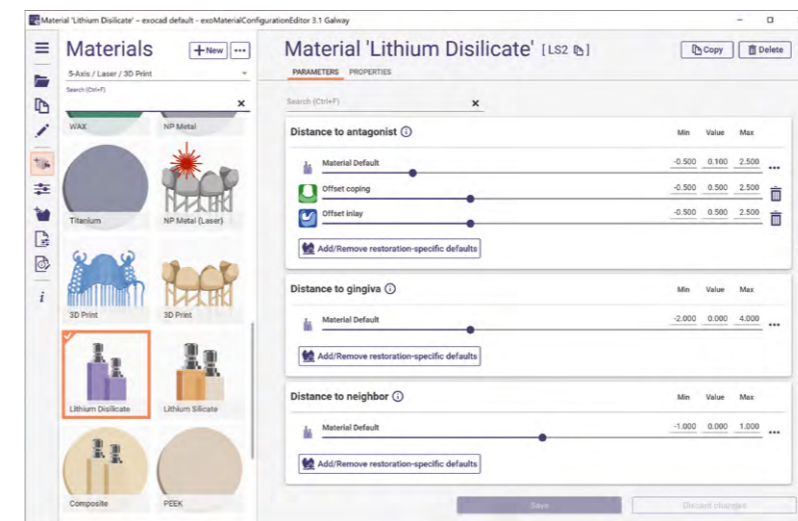 Material 'Lithium Disilicate' – exocad default - exoMaterialConfigurationEditor 3.1 Galway
Materials
+New
...
5-Axis / Laser / 3D Print
Search (Ctrl+F)
x
WAX
NP Metal
Titanium
NP Metal (Laser)
3D Print
3D Print
Lithium Disilicate
Lithium Silicate
Composite
PEEK
i
Material 'Lithium Disilicate' [LS2]
Copy
Delete
PARAMETERS PROPERTIES
Search (Ctrl+F)
x
Distance to antagonist Min Value Max
Material Default -0.500 0.100 2.500 ...
Offset coping -0.500 0.500 2.500
Offset inlay -0.500 0.500 2.500
Add/Remove restoration-specific defaults
Distance to gingiva Min Value Max
Material Default -2.000 0.000 4.000 ...
Add/Remove restoration-specific defaults
Distance to neighbor Min Value Max
Material Default -1.000 0.000 1.000 ...
Add/Remove restoration-specific defaults
Save
Discard changes